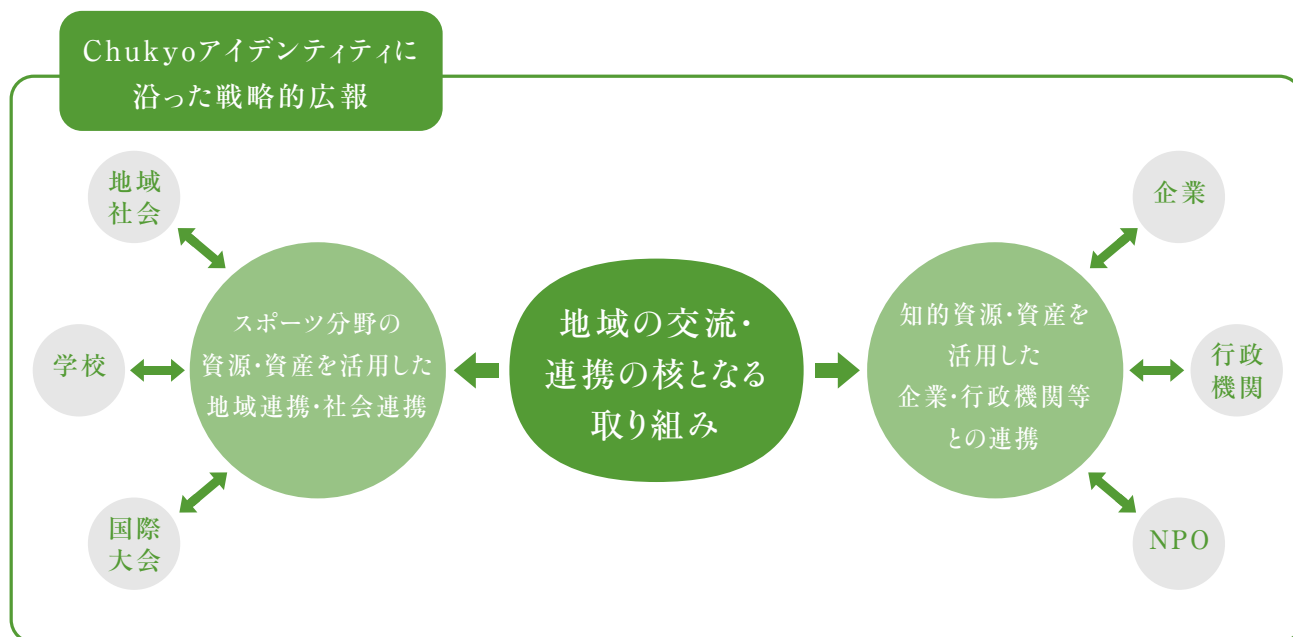 Chukyoアイデンティティに
沿った戦略的広報
地域
社会
学校
国際
大会
スポーツ分野の
資源・資産を活用した
地域連携・社会連携
地域の交流・
連携の核となる
取り組み
知的資源・資産を
活用した
企業・行政機関等
との連携
企業
行政
機関
NPO